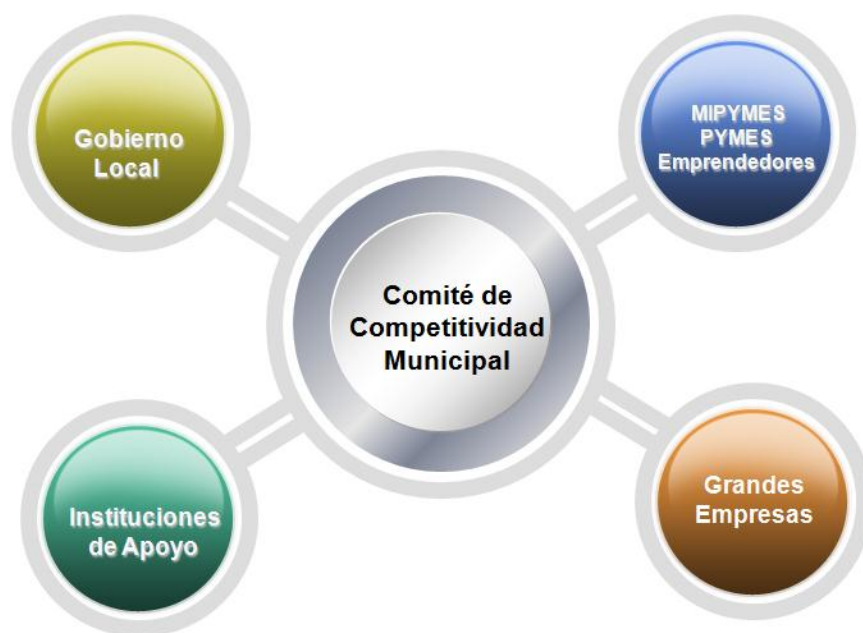 Gobierno
Local
MIPYMES
PYMES
Emprendedores
Comité de
Competitividad
Municipal
Instituciones
de Apoyo
Grandes
Empresas